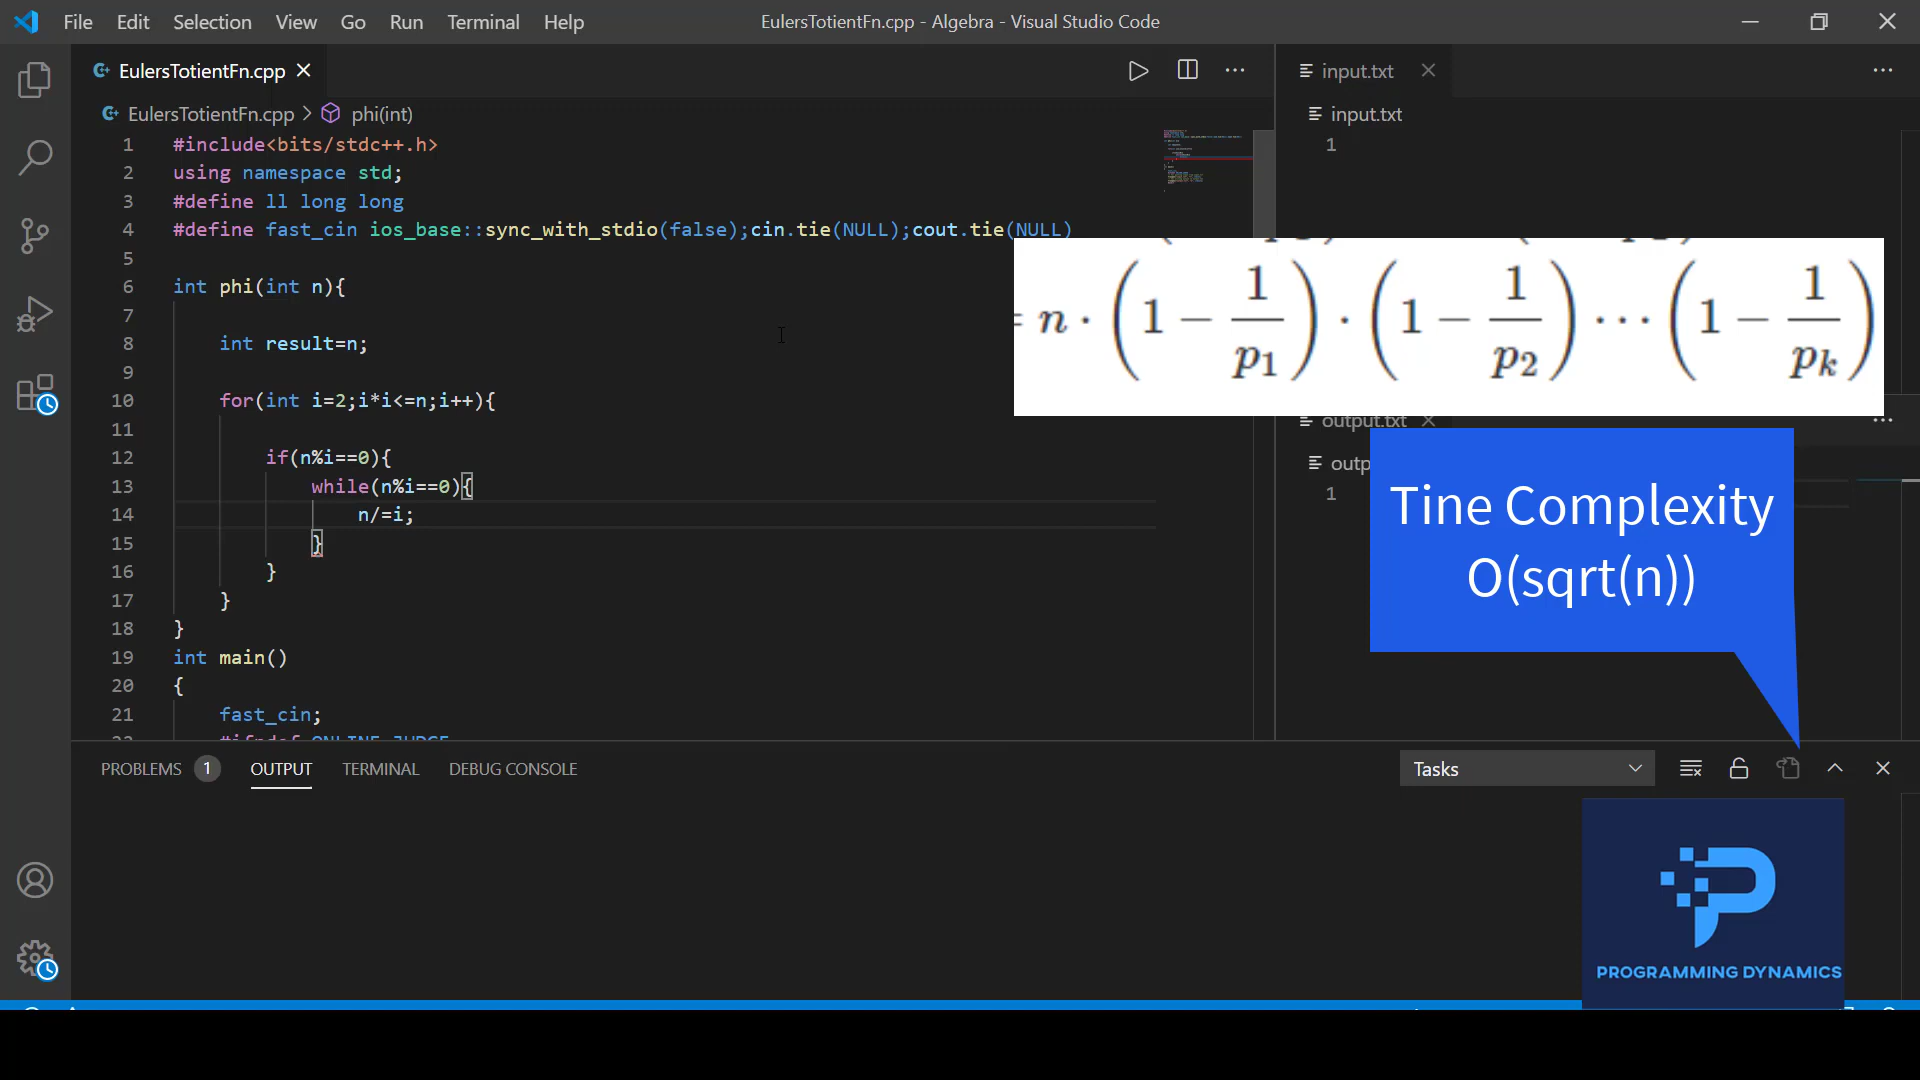 File Edit Selection View Go Run Terminal Help
EulersTotientFn.cpp - Algebra - Visual Studio Code
EulersTotientFn.cpp
EulersTotientFn.cpp > phi(int)
1 #include<bits/stdc++.h>
2 using namespace std;
3 #define ll long long
4 #define fast_cin ios_base::sync_with_stdio(false);cin.tie(NULL);cout.tie(NULL)
5
6 int phi(int n){
7
8 int result=n;
9
10 for(int i=2;i*i<=n;i++){
11
12 if(n%i==0){
13 while(n%i==0){
14 n/=i;
15 }
16 }
17 }
18 }
19 int main()
20 {
21 fast_cin;
22 #ifndef ONLINE_JUDGE
input.txt
input.txt
1
= n · (1 − 1/p₁) · (1 − 1/p₂) ··· (1 − 1/pₖ)
output.txt
outp
1
Tine Complexity
O(sqrt(n))
PROBLEMS 1 OUTPUT TERMINAL DEBUG CONSOLE
Tasks
PROGRAMMING DYNAMICS